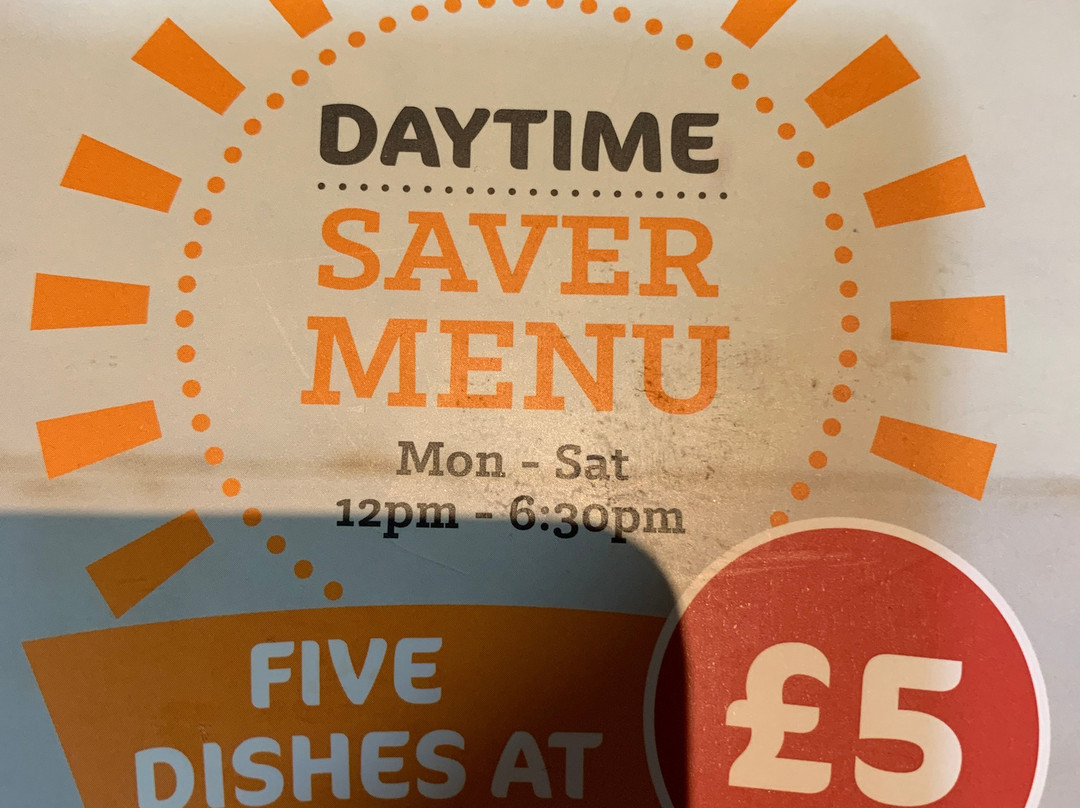 DAYTIME
SAVER
MENU
Mon - Sat
12pm - 6:30pm
FIVE
DISHES AT
£5